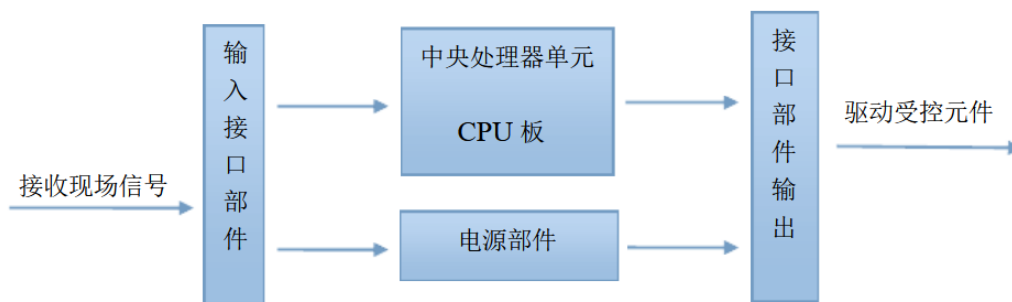 接收现场信号
输入接口部件
中央处理器单元
CPU 板
电源部件
接口部件输出
驱动受控元件